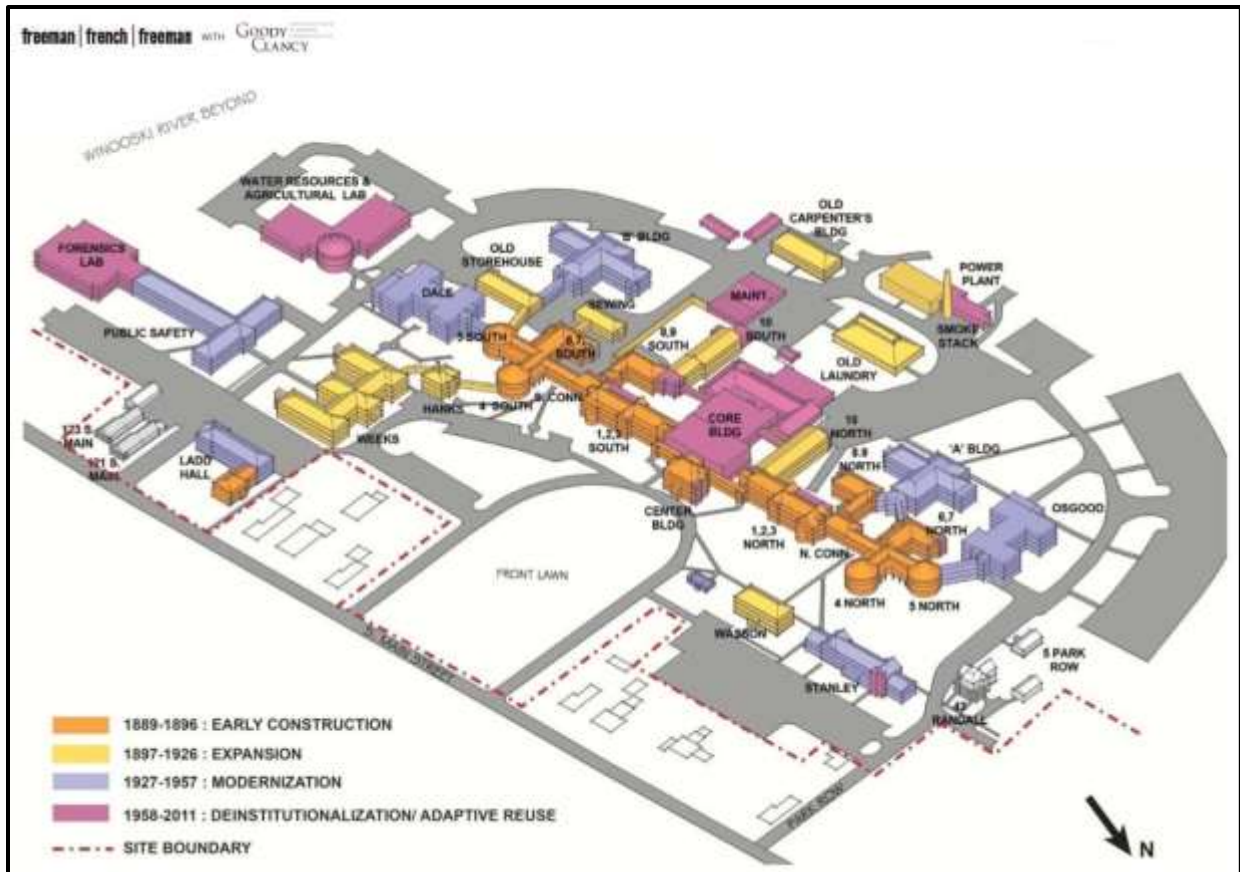 freeman | french | freeman WITH GOODY
CLANCY
WINOOSKI RIVER BEYOND
WATER RESOURCES &
AGRICULTURAL LAB
FORENSICS
LAB
PUBLIC SAFETY
OLD
STOREHOUSE
'B' BLDG
OLD
CARPENTER'S
BLDG
POWER
PLANT
SMOKE
STACK
DALE
SEWING
MAINT.
5 SOUTH
6,7,
SOUTH
8,9
SOUTH
10
SOUTH
OLD
LAUNDRY
HANKS
4 SOUTH
S. CONN.
WEEKS
1,2,3
SOUTH
CORE
BLDG
10
NORTH
8,9
NORTH
'A' BLDG
123 S.
MAIN
121 S.
MAIN
LADD
HALL
CENTER
BLDG
1,2,3
NORTH
N. CONN.
6,7
NORTH
OSGOOD
FRONT LAWN
4 NORTH
5 NORTH
WASSON
STANLEY
5 PARK
ROW
43
RANDALL
S. MAIN STREET
PARK ROW
1889-1896 : EARLY CONSTRUCTION
1897-1926 : EXPANSION
1927-1957 : MODERNIZATION
1958-2011 : DEINSTITUTIONALIZATION/ ADAPTIVE REUSE
SITE BOUNDARY
N